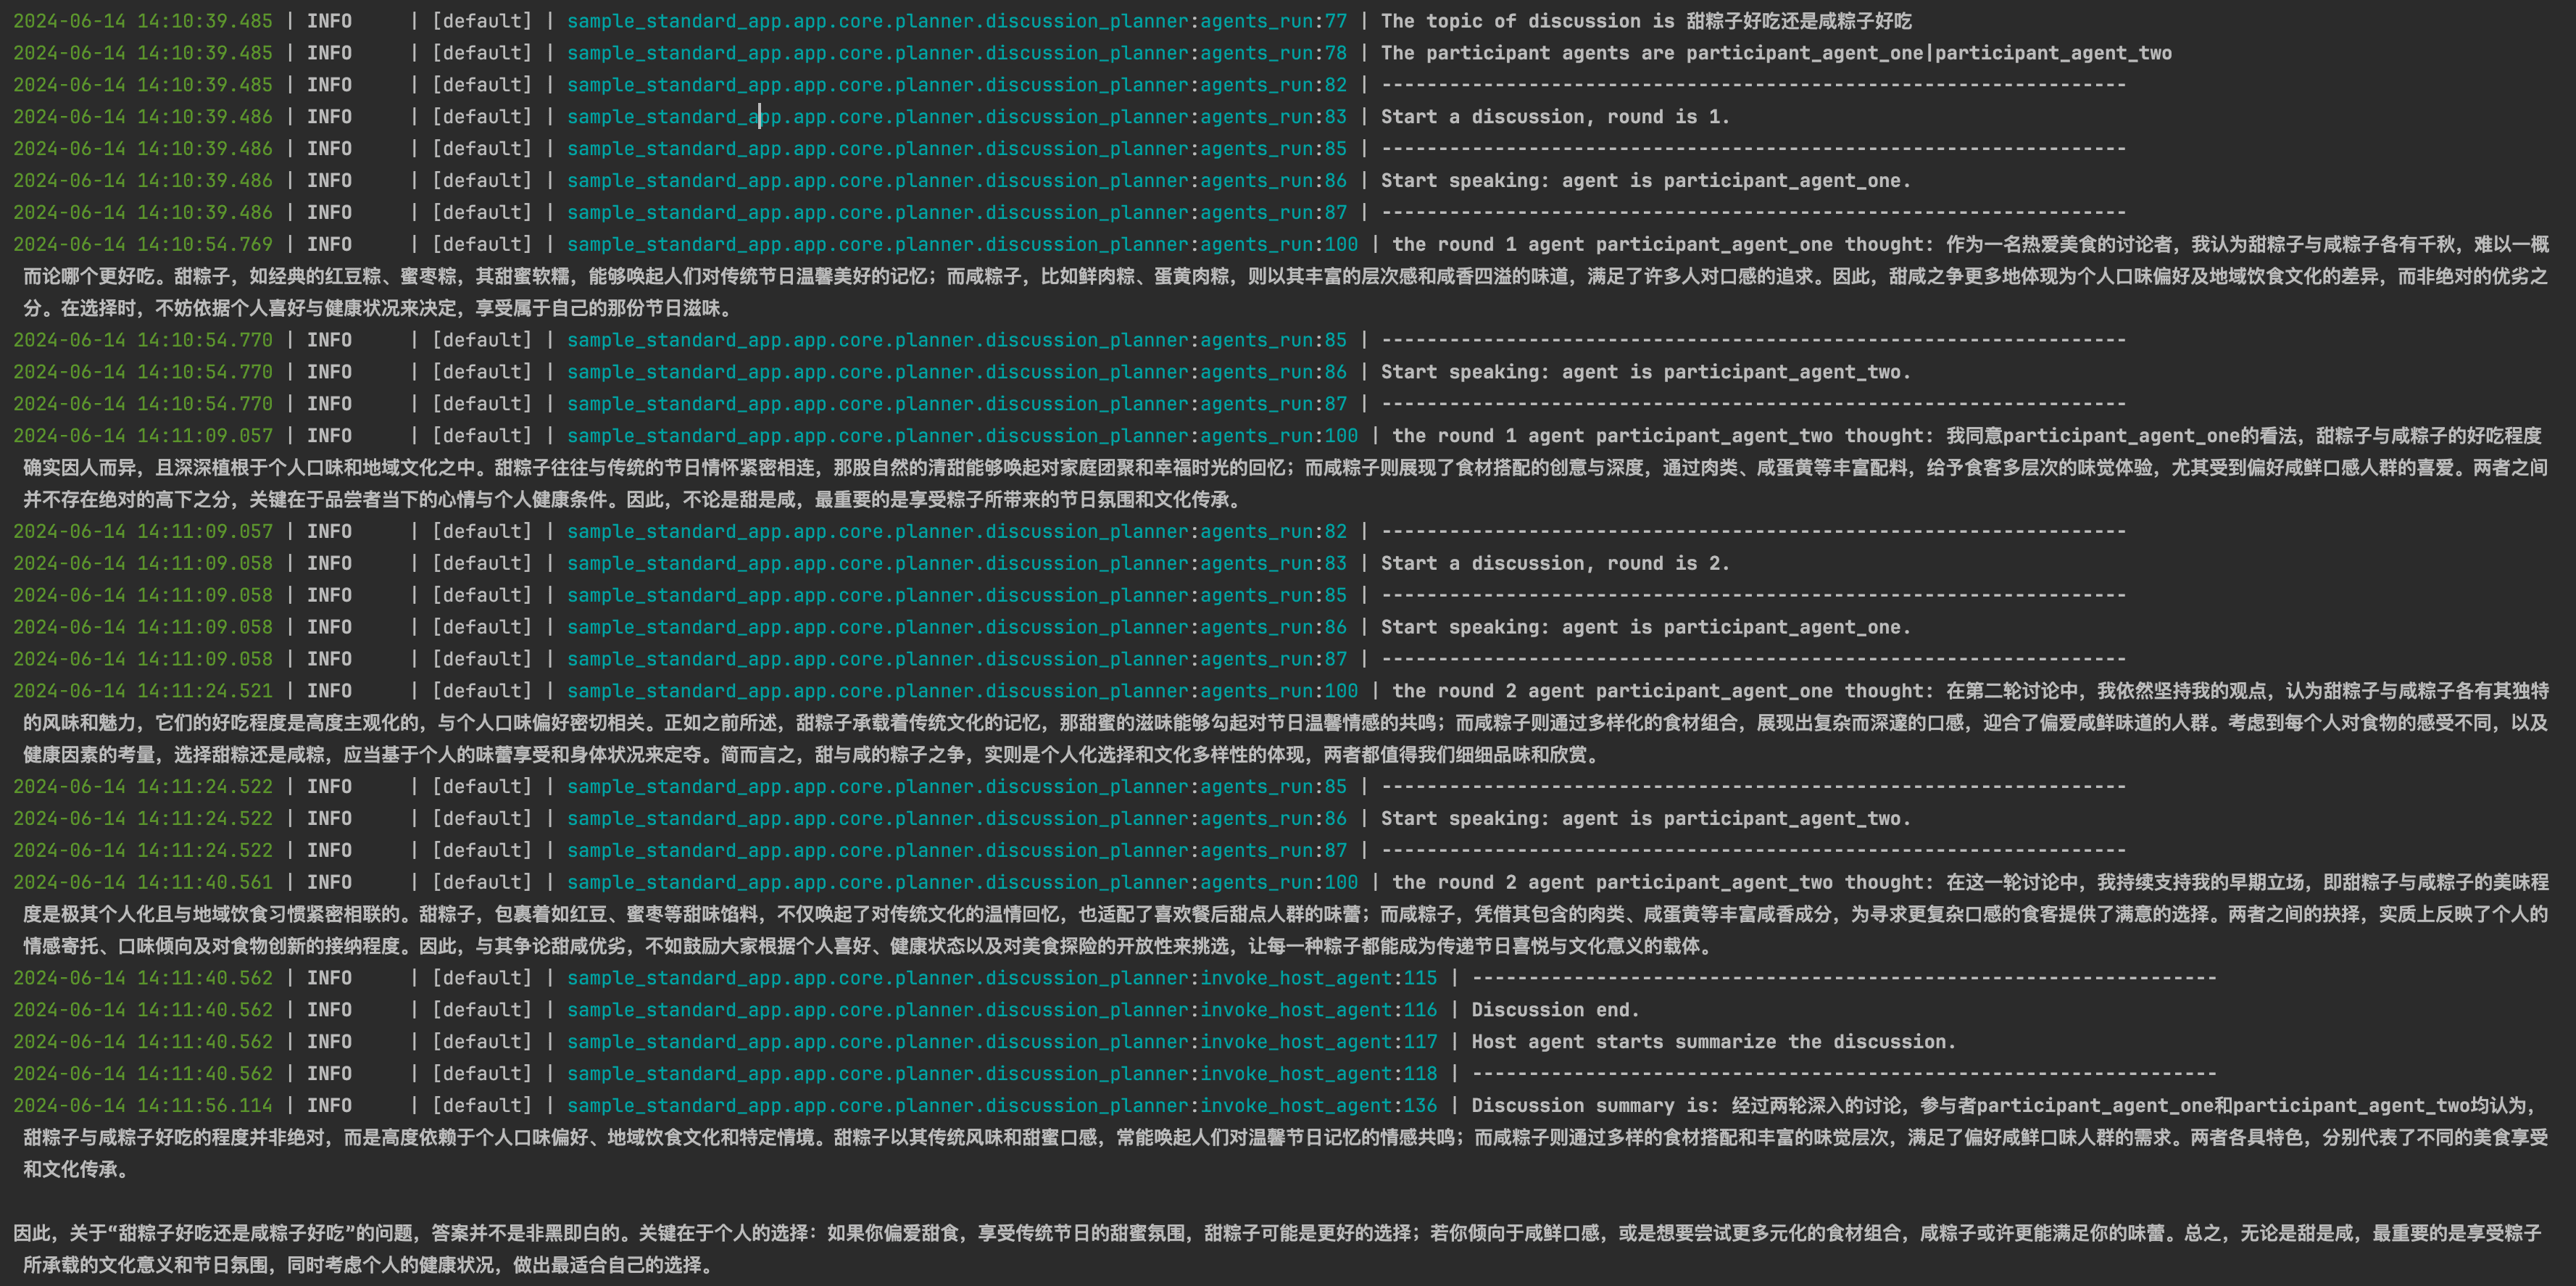 2024-06-14 14:10:39.485 | INFO     | [default] | sample_standard_app.app.core.planner.discussion_planner:agents_run:77 | The topic of discussion is 甜粽子好吃还是咸粽子好吃
2024-06-14 14:10:39.485 | INFO     | [default] | sample_standard_app.app.core.planner.discussion_planner:agents_run:78 | The participant agents are participant_agent_one|participant_agent_two
2024-06-14 14:10:39.485 | INFO     | [default] | sample_standard_app.app.core.planner.discussion_planner:agents_run:82 | ------------------------------------------------------------------
2024-06-14 14:10:39.486 | INFO     | [default] | sample_standard_app.app.core.planner.discussion_planner:agents_run:83 | Start a discussion, round is 1.
2024-06-14 14:10:39.486 | INFO     | [default] | sample_standard_app.app.core.planner.discussion_planner:agents_run:85 | ------------------------------------------------------------------
2024-06-14 14:10:39.486 | INFO     | [default] | sample_standard_app.app.core.planner.discussion_planner:agents_run:86 | Start speaking: agent is participant_agent_one.
2024-06-14 14:10:39.486 | INFO     | [default] | sample_standard_app.app.core.planner.discussion_planner:agents_run:87 | ------------------------------------------------------------------
2024-06-14 14:10:54.769 | INFO     | [default] | sample_standard_app.app.core.planner.discussion_planner:agents_run:100 | the round 1 agent participant_agent_one thought: 作为一名热爱美食的讨论者，我认为甜粽子与咸粽子各有千秋，难以一概
而论哪个更好吃。甜粽子，如经典的红豆粽、蜜枣粽，其甜蜜软糯，能够唤起人们对传统节日温馨美好的记忆；而咸粽子，比如鲜肉粽、蛋黄肉粽，则以其丰富的层次感和咸香四溢的味道，满足了许多人对口感的追求。因此，甜咸之争更多地体现为个人口味偏好及地域饮食文化的差异，而非绝对的优劣之
分。在选择时，不妨依据个人喜好与健康状况来决定，享受属于自己的那份节日滋味。
2024-06-14 14:10:54.770 | INFO     | [default] | sample_standard_app.app.core.planner.discussion_planner:agents_run:85 | ------------------------------------------------------------------
2024-06-14 14:10:54.770 | INFO     | [default] | sample_standard_app.app.core.planner.discussion_planner:agents_run:86 | Start speaking: agent is participant_agent_two.
2024-06-14 14:10:54.770 | INFO     | [default] | sample_standard_app.app.core.planner.discussion_planner:agents_run:87 | ------------------------------------------------------------------
2024-06-14 14:11:09.057 | INFO     | [default] | sample_standard_app.app.core.planner.discussion_planner:agents_run:100 | the round 1 agent participant_agent_two thought: 我同意participant_agent_one的看法，甜粽子与咸粽子的好吃程度
确实因人而异，且深深植根于个人口味和地域文化之中。甜粽子往往与传统的节日情怀紧密相连，那股自然的清甜能够唤起对家庭团聚和幸福时光的回忆；而咸粽子则展现了食材搭配的创意与深度，通过肉类、咸蛋黄等丰富配料，给予食客多层次的味觉体验，尤其受到偏好咸鲜口感人群的喜爱。两者之间
并不存在绝对的高下之分，关键在于品尝者当下的心情与个人健康条件。因此，不论是甜是咸，最重要的是享受粽子所带来的节日氛围和文化传承。
2024-06-14 14:11:09.057 | INFO     | [default] | sample_standard_app.app.core.planner.discussion_planner:agents_run:82 | ------------------------------------------------------------------
2024-06-14 14:11:09.058 | INFO     | [default] | sample_standard_app.app.core.planner.discussion_planner:agents_run:83 | Start a discussion, round is 2.
2024-06-14 14:11:09.058 | INFO     | [default] | sample_standard_app.app.core.planner.discussion_planner:agents_run:85 | ------------------------------------------------------------------
2024-06-14 14:11:09.058 | INFO     | [default] | sample_standard_app.app.core.planner.discussion_planner:agents_run:86 | Start speaking: agent is participant_agent_one.
2024-06-14 14:11:09.058 | INFO     | [default] | sample_standard_app.app.core.planner.discussion_planner:agents_run:87 | ------------------------------------------------------------------
2024-06-14 14:11:24.521 | INFO     | [default] | sample_standard_app.app.core.planner.discussion_planner:agents_run:100 | the round 2 agent participant_agent_one thought: 在第二轮讨论中，我依然坚持我的观点，认为甜粽子与咸粽子各有其独特
的风味和魅力，它们的好吃程度是高度主观化的，与个人口味偏好密切相关。正如之前所述，甜粽子承载着传统文化的记忆，那甜蜜的滋味能够勾起对节日温馨情感的共鸣；而咸粽子则通过多样化的食材组合，展现出复杂而深邃的口感，迎合了偏爱咸鲜味道的人群。考虑到每个人对食物的感受不同，以及
健康因素的考量，选择甜粽还是咸粽，应当基于个人的味蕾享受和身体状况来定夺。简而言之，甜与咸的粽子之争，实则是个人化选择和文化多样性的体现，两者都值得我们细细品味和欣赏。
2024-06-14 14:11:24.522 | INFO     | [default] | sample_standard_app.app.core.planner.discussion_planner:agents_run:85 | ------------------------------------------------------------------
2024-06-14 14:11:24.522 | INFO     | [default] | sample_standard_app.app.core.planner.discussion_planner:agents_run:86 | Start speaking: agent is participant_agent_two.
2024-06-14 14:11:24.522 | INFO     | [default] | sample_standard_app.app.core.planner.discussion_planner:agents_run:87 | ------------------------------------------------------------------
2024-06-14 14:11:40.561 | INFO     | [default] | sample_standard_app.app.core.planner.discussion_planner:agents_run:100 | the round 2 agent participant_agent_two thought: 在这一轮讨论中，我持续支持我的早期立场，即甜粽子与咸粽子的美味程
度是极其个人化且与地域饮食习惯紧密相联的。甜粽子，包裹着如红豆、蜜枣等甜味馅料，不仅唤起了对传统文化的温情回忆，也适配了喜欢餐后甜点人群的味蕾；而咸粽子，凭借其包含的肉类、咸蛋黄等丰富咸香成分，为寻求更复杂口感的食客提供了满意的选择。两者之间的抉择，实质上反映了个人的
情感寄托、口味倾向及对食物创新的接纳程度。因此，与其争论甜咸优劣，不如鼓励大家根据个人喜好、健康状态以及对美食探险的开放性来挑选，让每一种粽子都能成为传递节日喜悦与文化意义的载体。
2024-06-14 14:11:40.562 | INFO     | [default] | sample_standard_app.app.core.planner.discussion_planner:invoke_host_agent:115 | ------------------------------------------------------------------
2024-06-14 14:11:40.562 | INFO     | [default] | sample_standard_app.app.core.planner.discussion_planner:invoke_host_agent:116 | Discussion end.
2024-06-14 14:11:40.562 | INFO     | [default] | sample_standard_app.app.core.planner.discussion_planner:invoke_host_agent:117 | Host agent starts summarize the discussion.
2024-06-14 14:11:40.562 | INFO     | [default] | sample_standard_app.app.core.planner.discussion_planner:invoke_host_agent:118 | ------------------------------------------------------------------
2024-06-14 14:11:56.114 | INFO     | [default] | sample_standard_app.app.core.planner.discussion_planner:invoke_host_agent:136 | Discussion summary is: 经过两轮深入的讨论，参与者participant_agent_one和participant_agent_two均认为，
甜粽子与咸粽子好吃的程度并非绝对，而是高度依赖于个人口味偏好、地域饮食文化和特定情境。甜粽子以其传统风味和甜蜜口感，常能唤起人们对温馨节日记忆的情感共鸣；而咸粽子则通过多样的食材搭配和丰富的味觉层次，满足了偏好咸鲜口味人群的需求。两者各具特色，分别代表了不同的美食享受
和文化传承。
因此，关于“甜粽子好吃还是咸粽子好吃”的问题，答案并不是非黑即白的。关键在于个人的选择：如果你偏爱甜食，享受传统节日的甜蜜氛围，甜粽子可能是更好的选择；若你倾向于咸鲜口感，或是想要尝试更多元化的食材组合，咸粽子或许更能满足你的味蕾。总之，无论是甜是咸，最重要的是享受粽子
所承载的文化意义和节日氛围，同时考虑个人的健康状况，做出最适合自己的选择。